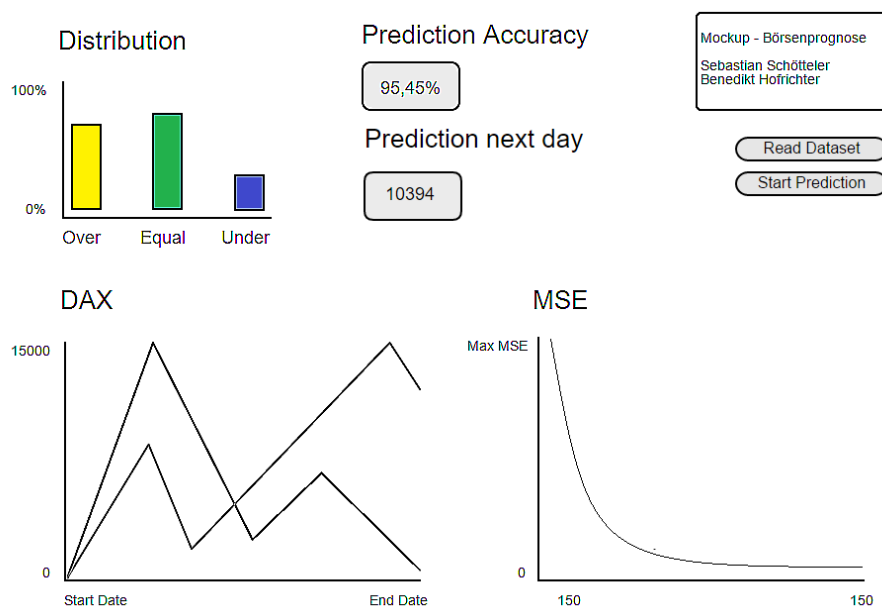 Distribution
100%
0%
Over Equal Under
Prediction Accuracy
95,45%
Prediction next day
10394
Mockup - Börsenprognose
Sebastian Schötteler
Benedikt Hofrichter
Read Dataset
Start Prediction
DAX
15000
0
Start Date End Date
MSE
Max MSE
0
150 150